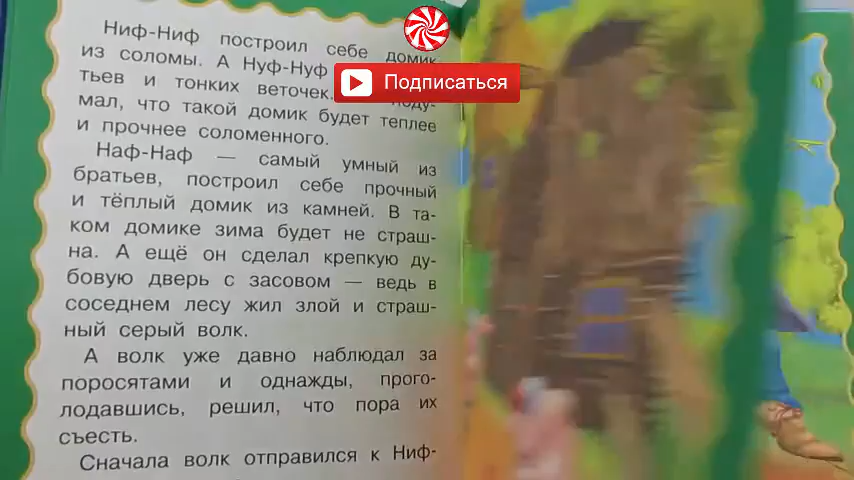 Ниф-Ниф построил себе домик
из соломы. А Нуф-Нуф
Подписаться
тьев и тонких веточек.
мал, что такой домик будет теплее
и прочнее соломенного.
Наф-Наф — самый умный из
братьев, построил себе прочный
и тёплый домик из камней. В та-
ком домике зима будет не страш-
на. А ещё он сделал крепкую ду-
бовую дверь с засовом — ведь в
соседнем лесу жил злой и страш-
ный серый волк.
А волк уже давно наблюдал за
поросятами и однажды, прого-
лодавшись, решил, что пора их
съесть.
Сначала волк отправился к Ниф-